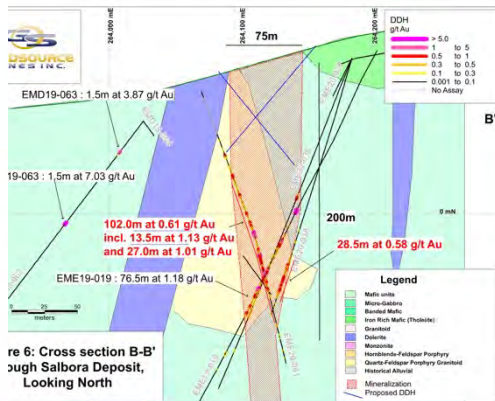 GS
LDSOURCE
NES INC.
264,000 mE
264,100 mE
264,200 mE
75m
DDH
g/t Au
> 5.0
1 to 5
0.5 to 1
0.3 to 0.5
0.1 to 0.3
0.001 to 0.1
No Assay
EMD19-063: 1.5m at 3.87 g/t Au
19-063: 1.5m at 7.03 g/t Au
B'
0 mN
200m
102.0m at 0.61 g/t Au
incl. 13.5m at 1.13 g/t Au
and 27.0m at 1.01 g/t Au
28.5m at 0.58 g/t Au
EME19-019 : 76.5m at 1.18 g/t Au
0 25 50
meters
re 6: Cross section B-B'
ough Salbora Deposit,
Looking North
Legend
Mafic units
Micro-Gabbro
Banded Mafic
Iron Rich Mafic (Tholeiite)
Granitoid
Dolerite
Monzonite
Hornblende-Feldspar Porphyry
Quartz-Feldspar Porphyry Granitoid
Historical Alluvial
Mineralization
Proposed DDH